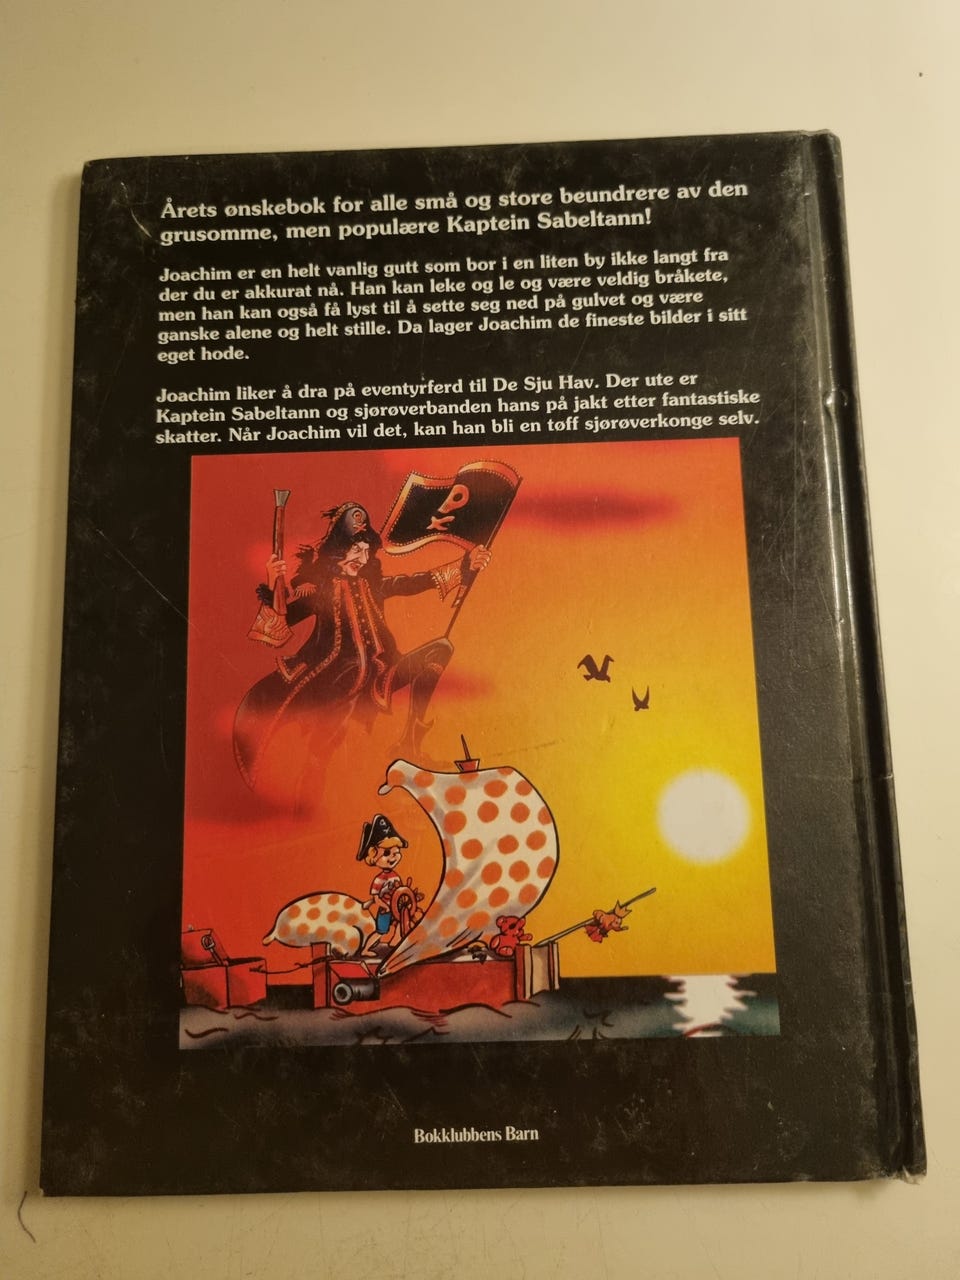 Årets ønskebok for alle små og store beundrere av den
grusomme, men populære Kaptein Sabeltann!
Joachim er en helt vanlig gutt som bor i en liten by ikke langt fra
der du er akkurat nå. Han kan leke og le og være veldig bråkete,
men han kan også få lyst til å sette seg ned på gulvet og være
ganske alene og helt stille. Da lager Joachim de fineste bilder i sitt
eget hode.
Joachim liker å dra på eventyrferd til De Sju Hav. Der ute er
Kaptein Sabeltann og sjørøverbanden hans på jakt etter fantastiske
skatter. Når Joachim vil det, kan han bli en tøff sjørøverkonge selv.
Bokklubbens Barn